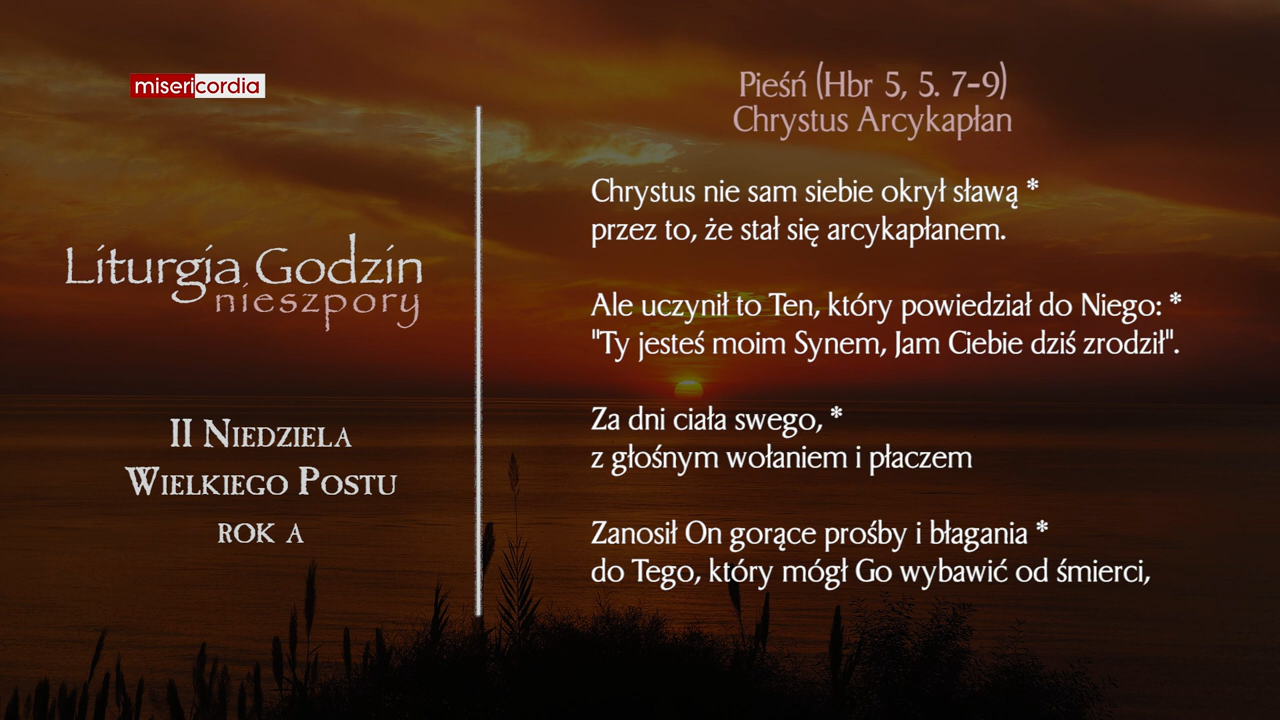 misericordia
Liturgia Godzin
nieszpory
II Niedziela
Wielkiego Postu
rok A
Pieśń (Hbr 5, 5. 7-9)
Chrystus Arcykapłan
Chrystus nie sam siebie okrył sławą *
przez to, że stał się arcykapłanem.
Ale uczynił to Ten, który powiedział do Niego: *
"Ty jesteś moim Synem, Jam Ciebie dziś zrodził".
Za dni ciała swego, *
z głośnym wołaniem i płaczem
Zanosił On gorące prośby i błagania *
do Tego, który mógł Go wybawić od śmierci,